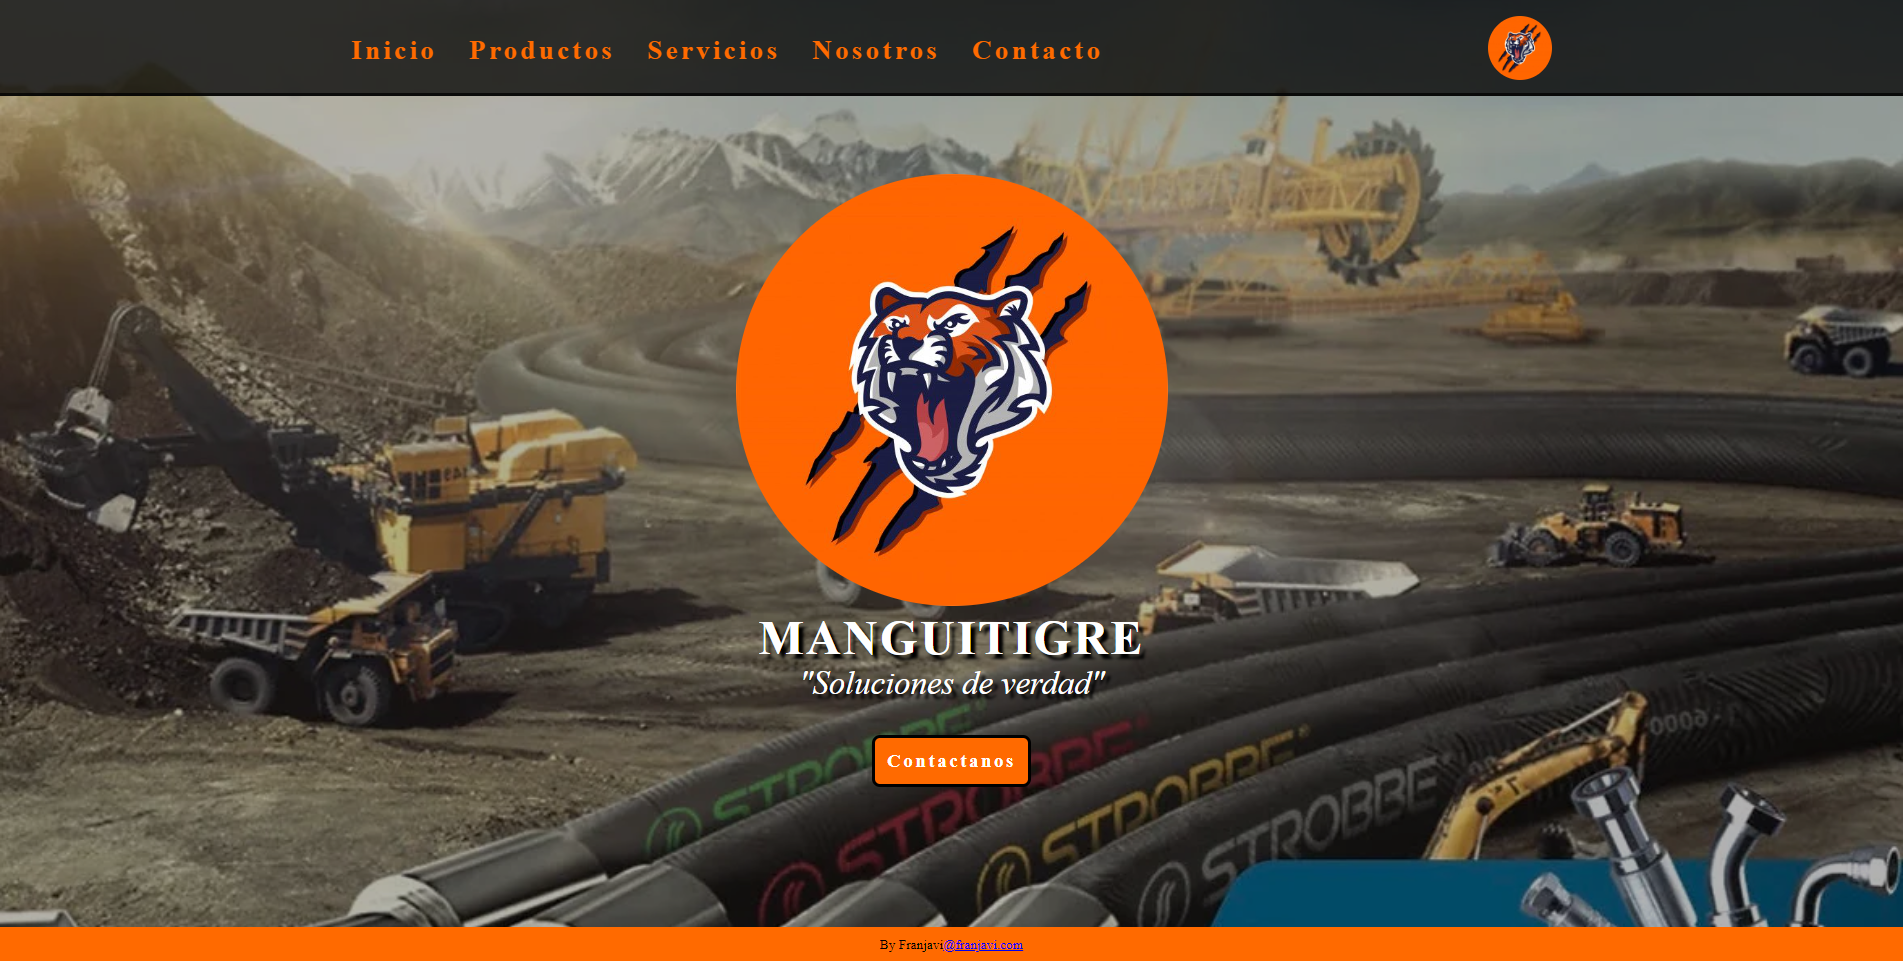 Inicio Productos Servicios Nosotros Contacto
MANGUITIGRE
"Soluciones de verdad"
Contactanos
STROBBE
STROBBE
STROBBE
STROBBE
By Franjavi@franjavi.com